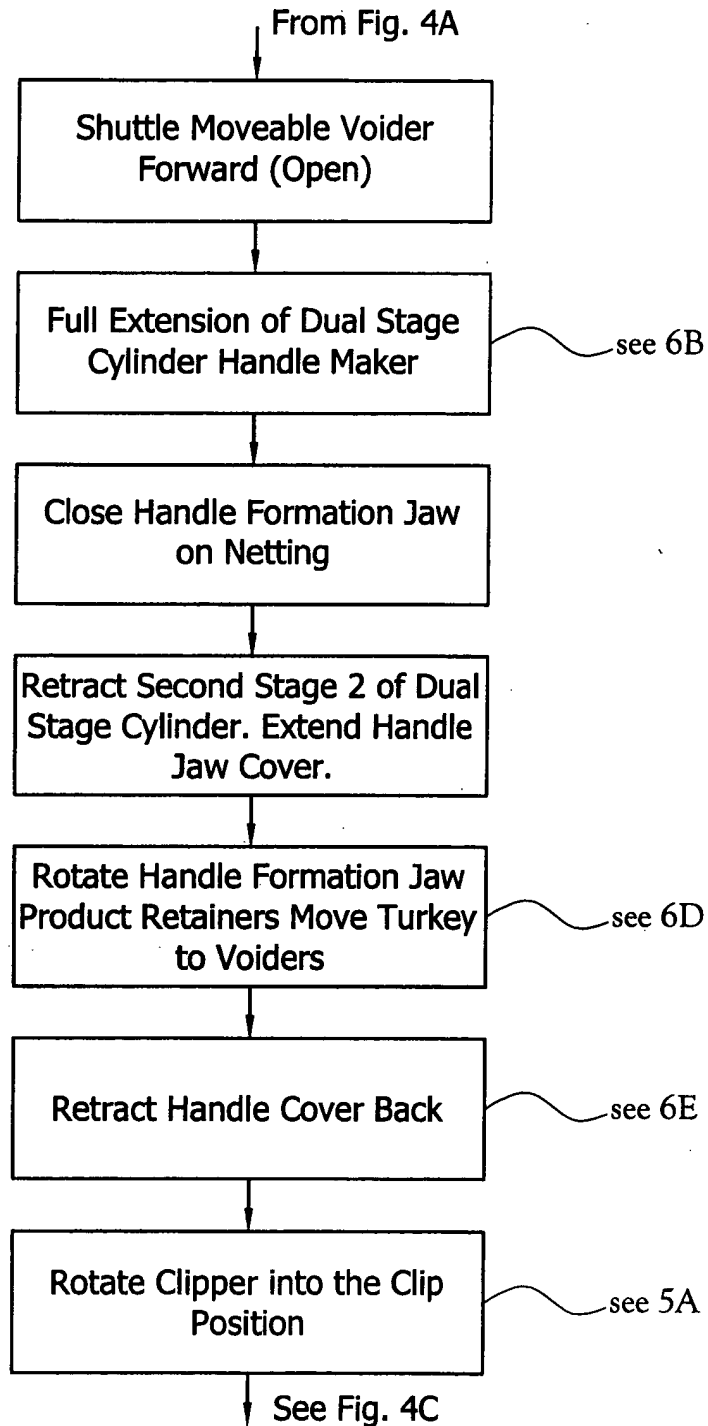 From Fig. 4A
Shuttle Moveable Voider
Forward (Open)
Full Extension of Dual Stage
Cylinder Handle Maker
see 6B
Close Handle Formation Jaw
on Netting
Retract Second Stage 2 of Dual
Stage Cylinder. Extend Handle
Jaw Cover.
Rotate Handle Formation Jaw
Product Retainers Move Turkey
to Voiders
see 6D
Retract Handle Cover Back
see 6E
Rotate Clipper into the Clip
Position
see 5A
See Fig. 4C